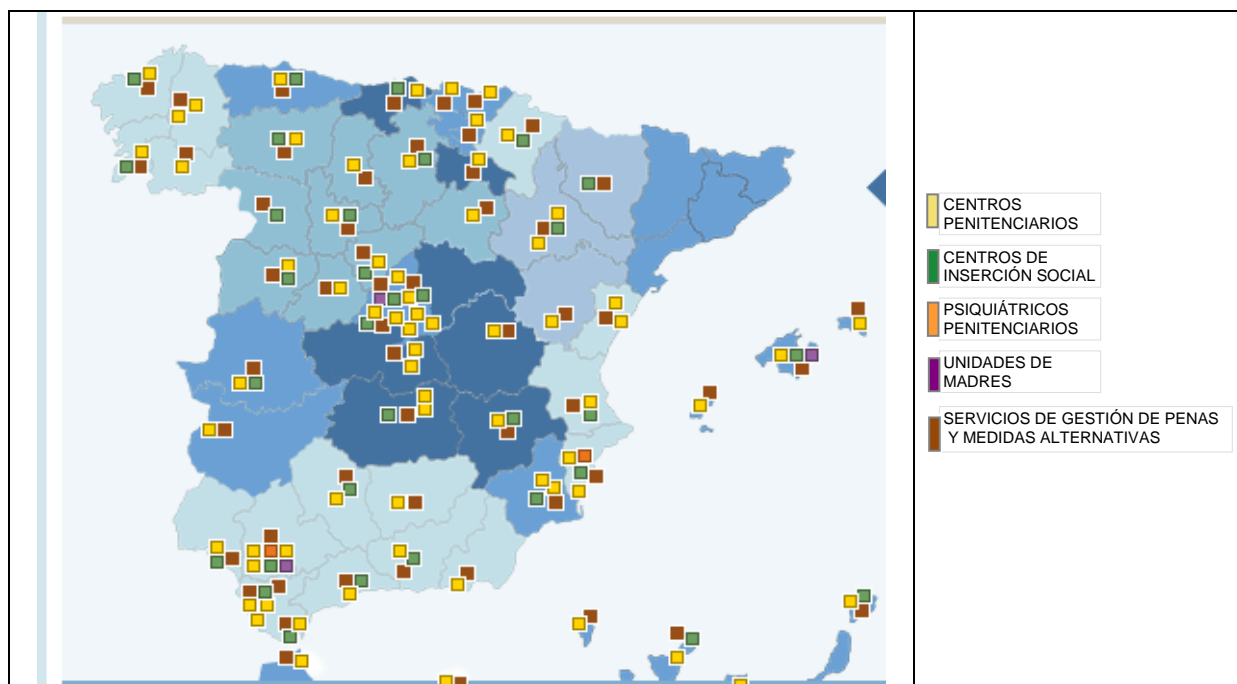 CENTROS
PENITENCIARIOS
CENTROS DE
INSERCIÓN SOCIAL
PSIQUIÁTRICOS
PENITENCIARIOS
UNIDADES DE
MADRES
SERVICIOS DE GESTIÓN DE PENAS
Y MEDIDAS ALTERNATIVAS